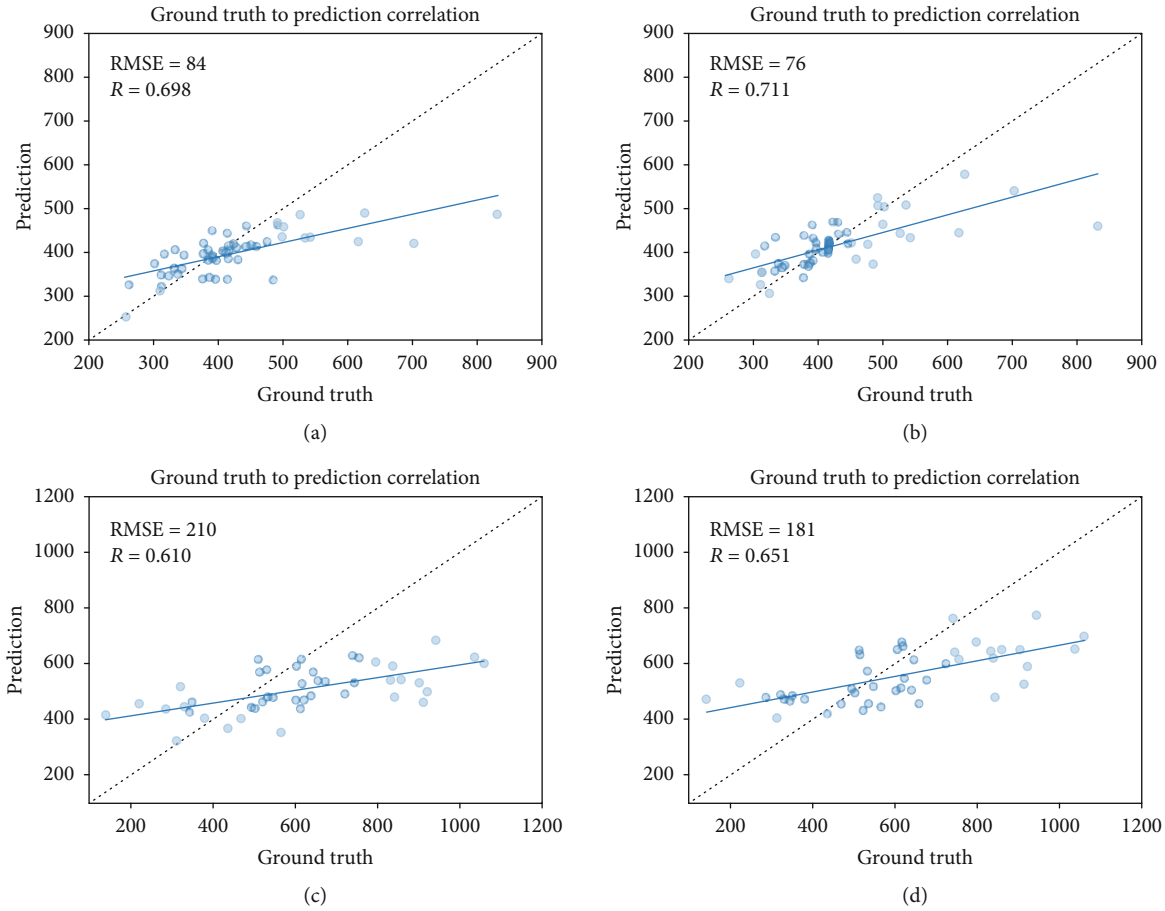 Ground truth to prediction correlation
RMSE = 84
R = 0.698
900
800
700
600
500
400
300
200
Prediction
200 300 400 500 600 700 800 900
Ground truth
(a)
Ground truth to prediction correlation
RMSE = 76
R = 0.711
900
800
700
600
500
400
300
200
Prediction
200 300 400 500 600 700 800 900
Ground truth
(b)
Ground truth to prediction correlation
RMSE = 210
R = 0.610
1200
1000
800
600
400
200
Prediction
200 400 600 800 1000 1200
Ground truth
(c)
Ground truth to prediction correlation
RMSE = 181
R = 0.651
1200
1000
800
600
400
200
Prediction
200 400 600 800 1000 1200
Ground truth
(d)